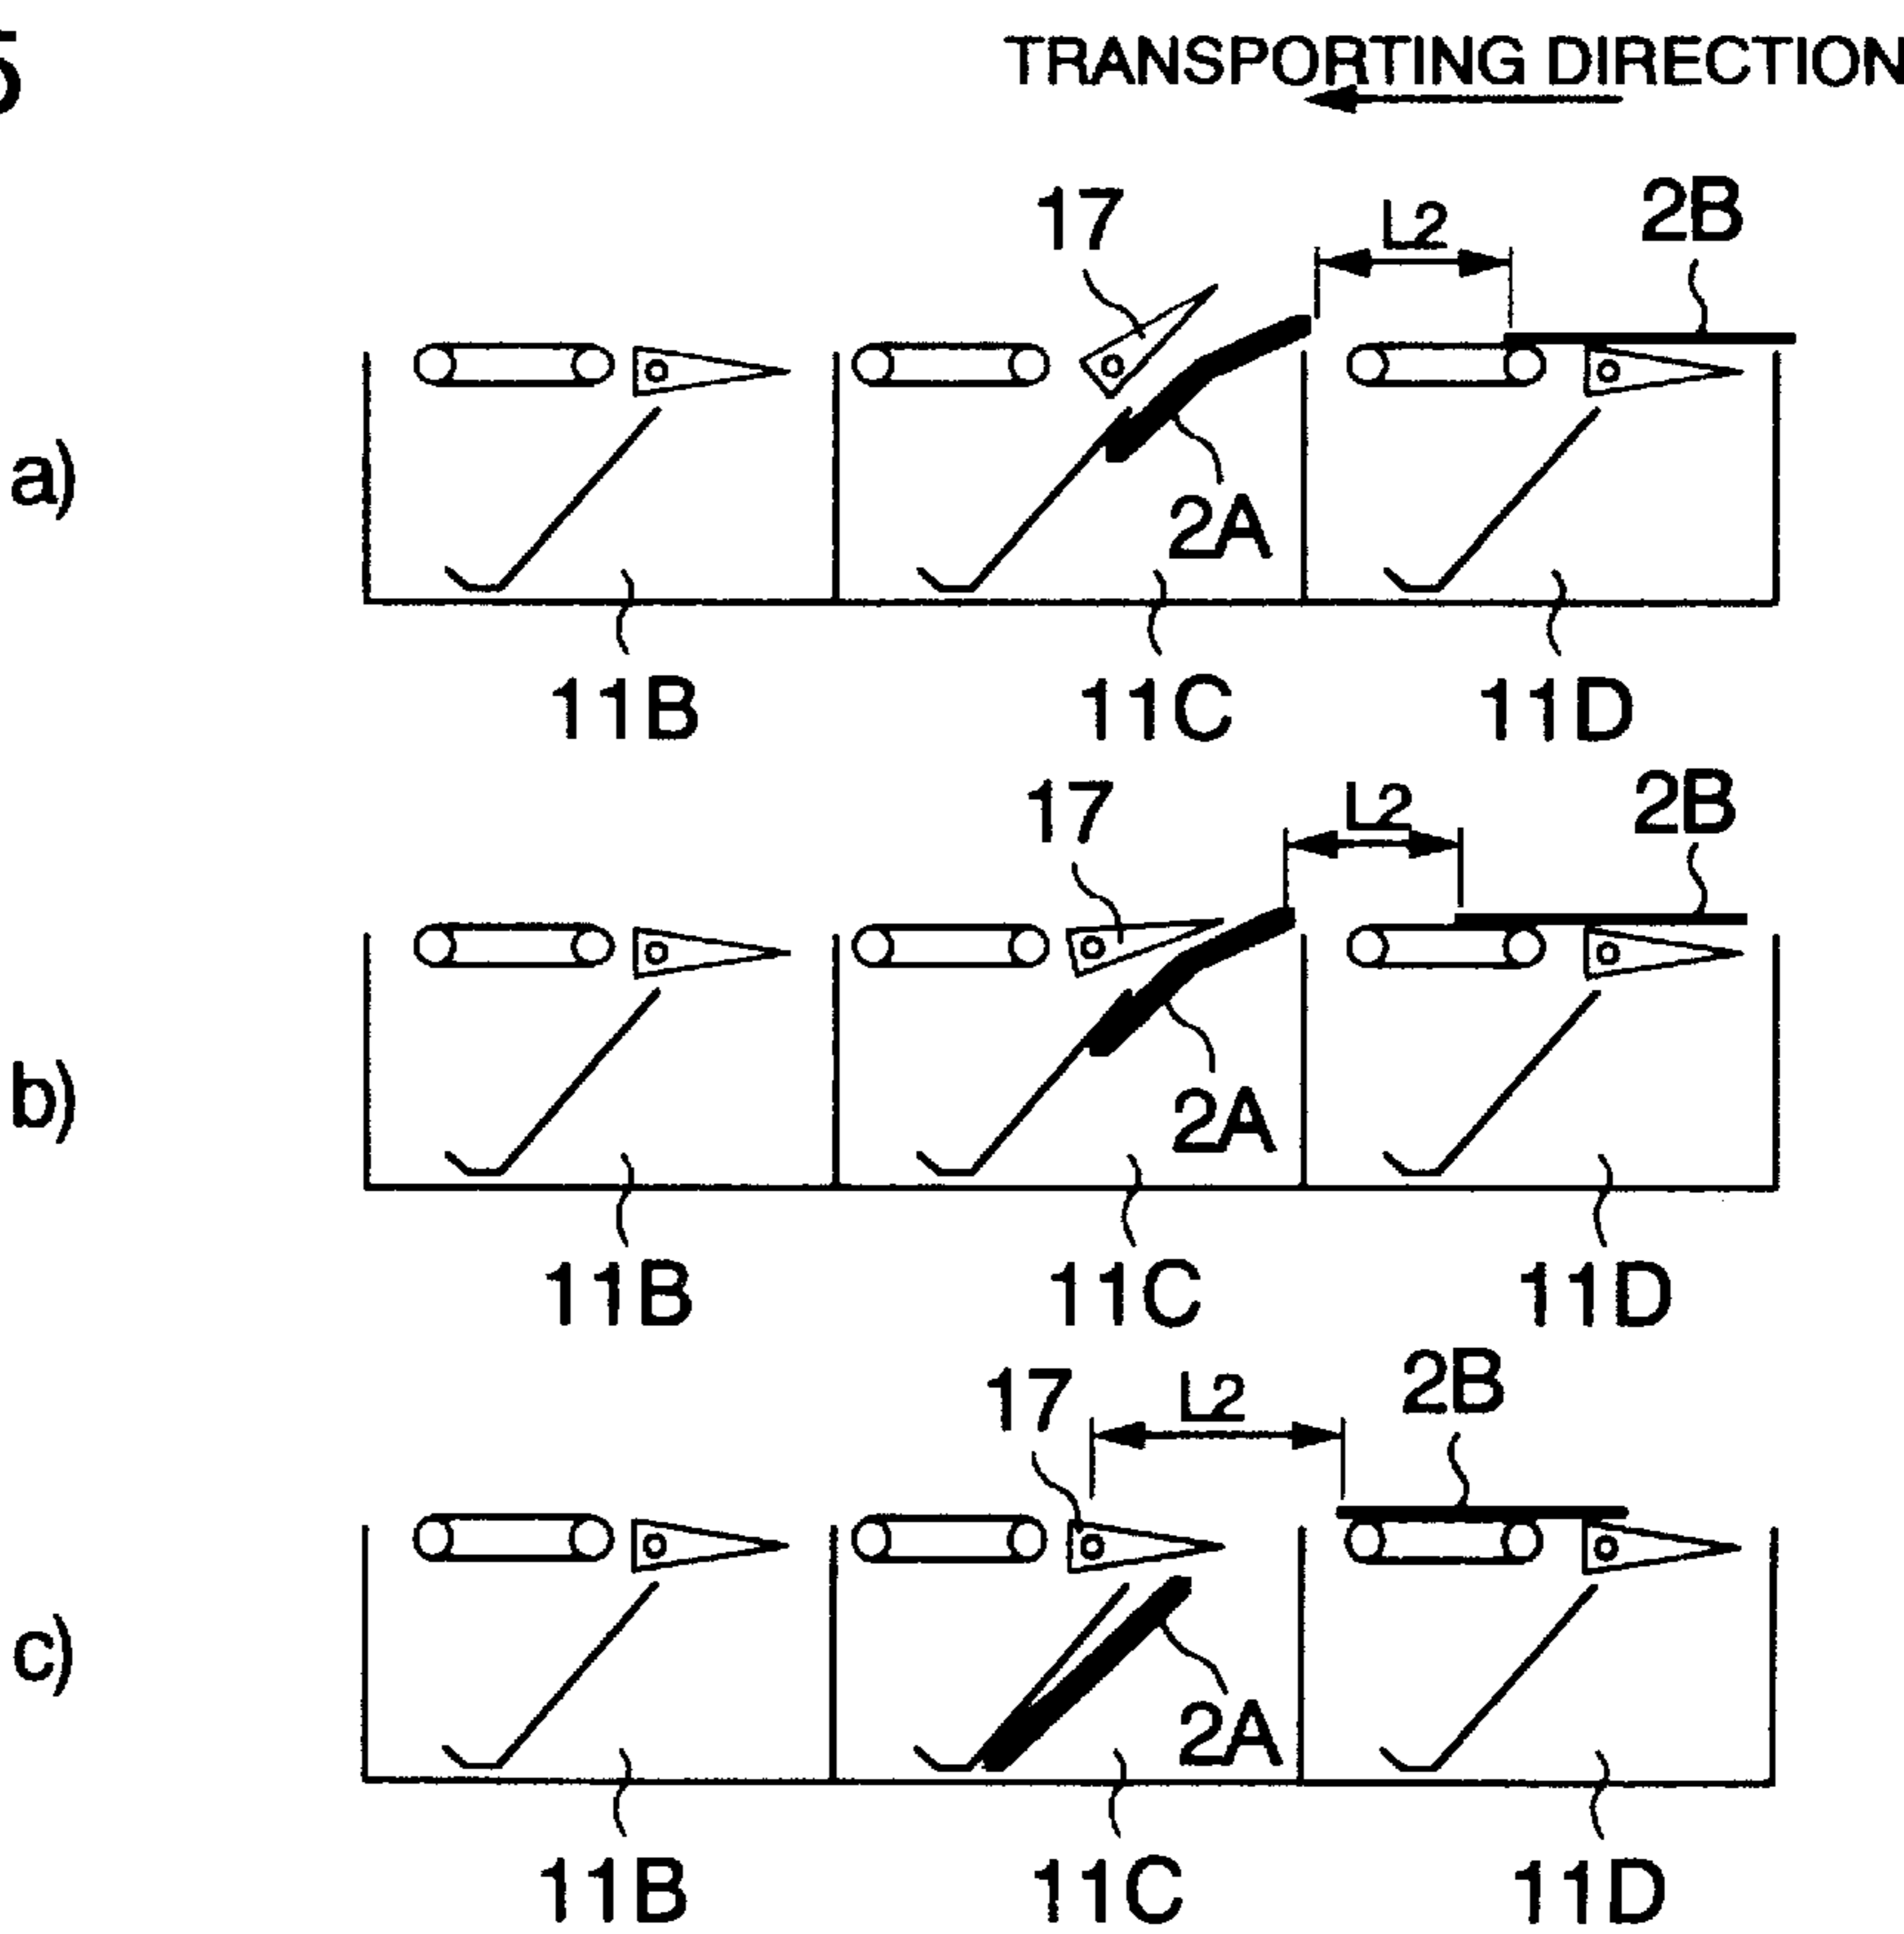 5
TRANSPORTING DIRECTION
17
L2
2B
a)
2A
11B
11C
11D
17
L2
2B
b)
2A
11B
11C
11D
17
L2
2B
c)
2A
11B
11C
11D